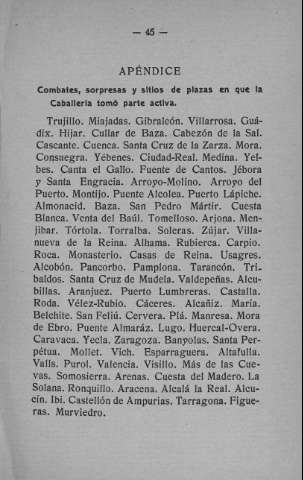 — 45 —
APÉNDICE
Combates, sorpresas y sitios de plazas en que la
Caballería tomó parte activa.
Trujillo. Miajadas. Gibraleón. Villarrosa. Gua-
dix. Hijar. Cullar de Baza. Cabezón de la Sal.
Cascante. Cuenca. Santa Cruz de la Zarza. Mora.
Consuegra. Yébenes. Ciudad-Real. Medina. Yel-
bes. Canta el Gallo. Fuente de Cantos. Jébora
y Santa Engracia. Arroyo-Molino. Arroyo del
Puerto. Montijo. Puente Alcolea. Puerto Lápiche.
Almonacid. Baza. San Pedro Mártir. Cuesta
Blanca. Venta del Baúl. Tomelloso. Arjona. Men-
jibar. Tórtola. Torralba. Soleras. Zújar. Villa-
nueva de la Reina. Alhama. Rubierca. Carpio.
Roca. Monasterio. Casas de Reina. Usagres.
Alcobón. Pancorbo. Pamplona. Tarancón. Tri-
baldos. Santa Cruz de Mudela. Valdepeñas. Alcu-
billas. Aranjuez. Puerto Lumbreras. Castalla.
Roda. Vélez-Rubio. Cáceres. Alcañiz. María.
Belchite. San Feliú. Cervera. Plá. Manresa. Mora
de Ebro. Puente Almaráz. Lugo. Huercal-Overa.
Caravaca. Yecla. Zaragoza. Banyolas. Santa Per-
pétua. Mollet. Vich. Esparraguera. Altafulla.
Valls. Purol. Valencia. Visillo. Más de las Cue-
vas. Somosierra. Arenas. Cuesta del Madero. La
Solana. Ronquillo. Aracena. Alcalá la Real. Alcu-
cín. Ibi. Castellón de Ampurias. Tarragona. Figue-
ras. Murviedro.